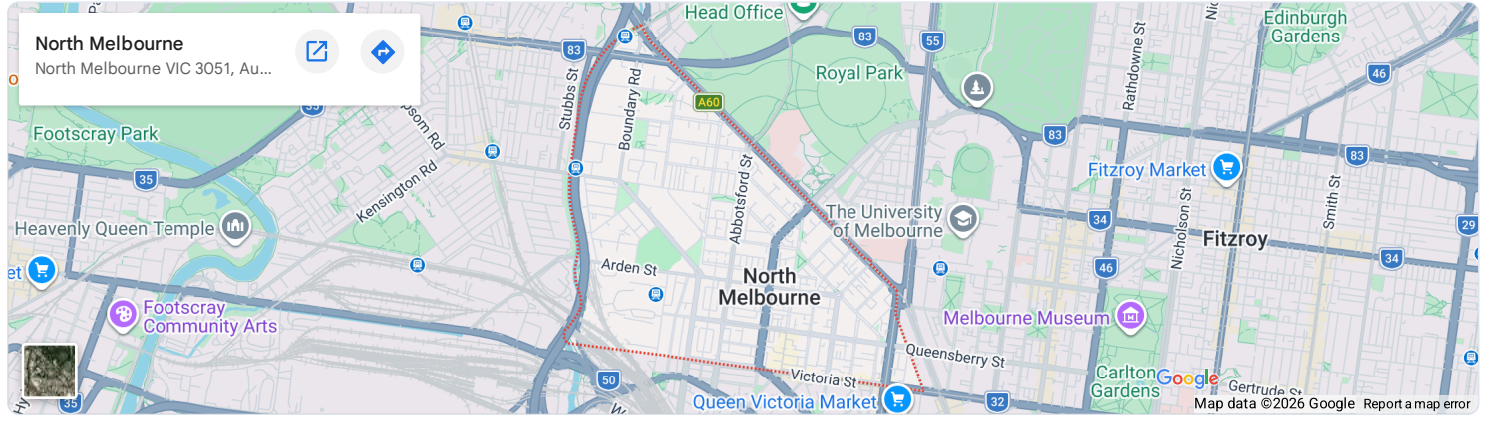 North Melbourne
North Melbourne VIC 3051, Au...
Head Office
Edinburgh
Gardens
83
83
55
46
Royal Park
Rathdowne St
Stubbs St
Boundary Rd
A60
35
Footscray Park
Kensington Rd
83
83
Fitzroy Market
35
Abbotsford St
The University
of Melbourne
Nicholson St
Smith St
34
29
Heavenly Queen Temple
Fitzroy
34
Arden St
46
et
North
Melbourne
Footscray
Community Arts
Melbourne Museum
Queensberry St
Victoria St
50
Carlton
Gardens
Google
Gertrude St
35
Queen Victoria Market
32
Map data ©2026 Google
Report a map error